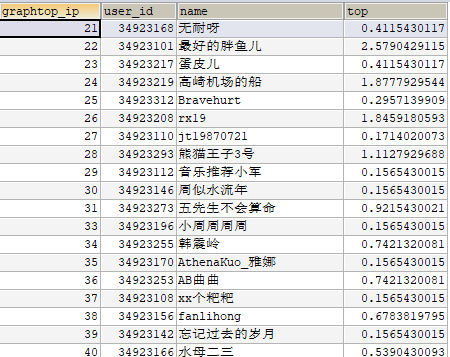 graphtop_ip user_id name top
21 34923168 无耐呀 0.4115430117
22 34923101 最好的胖鱼儿 2.5790429115
23 34923217 蛋皮儿 0.4115430117
24 34923219 高崎机场的船 1.8777929544
25 34923312 Bravehurt 0.2957139909
26 34923208 rx19 1.8459180593
27 34923110 jt19870721 0.1714020073
28 34923293 熊猫王子3号 1.1127929688
29 34923112 音乐推荐小军 0.1565430015
30 34923146 周似水流年 0.1565430015
31 34923273 五先生不会算命 0.9215430021
33 34923196 小周周周周 0.1565430015
34 34923255 韩震岭 0.7421320081
35 34923170 AthenaKuo_雅娜 0.1565430015
36 34923253 AB曲曲 0.7421320081
37 34923108 xx个粑粑 0.1565430015
38 34923156 fanlihong 0.6783819795
39 34923142 忘记过去的岁月 0.1565430015
40 34923166 水母二三 0.5390430093